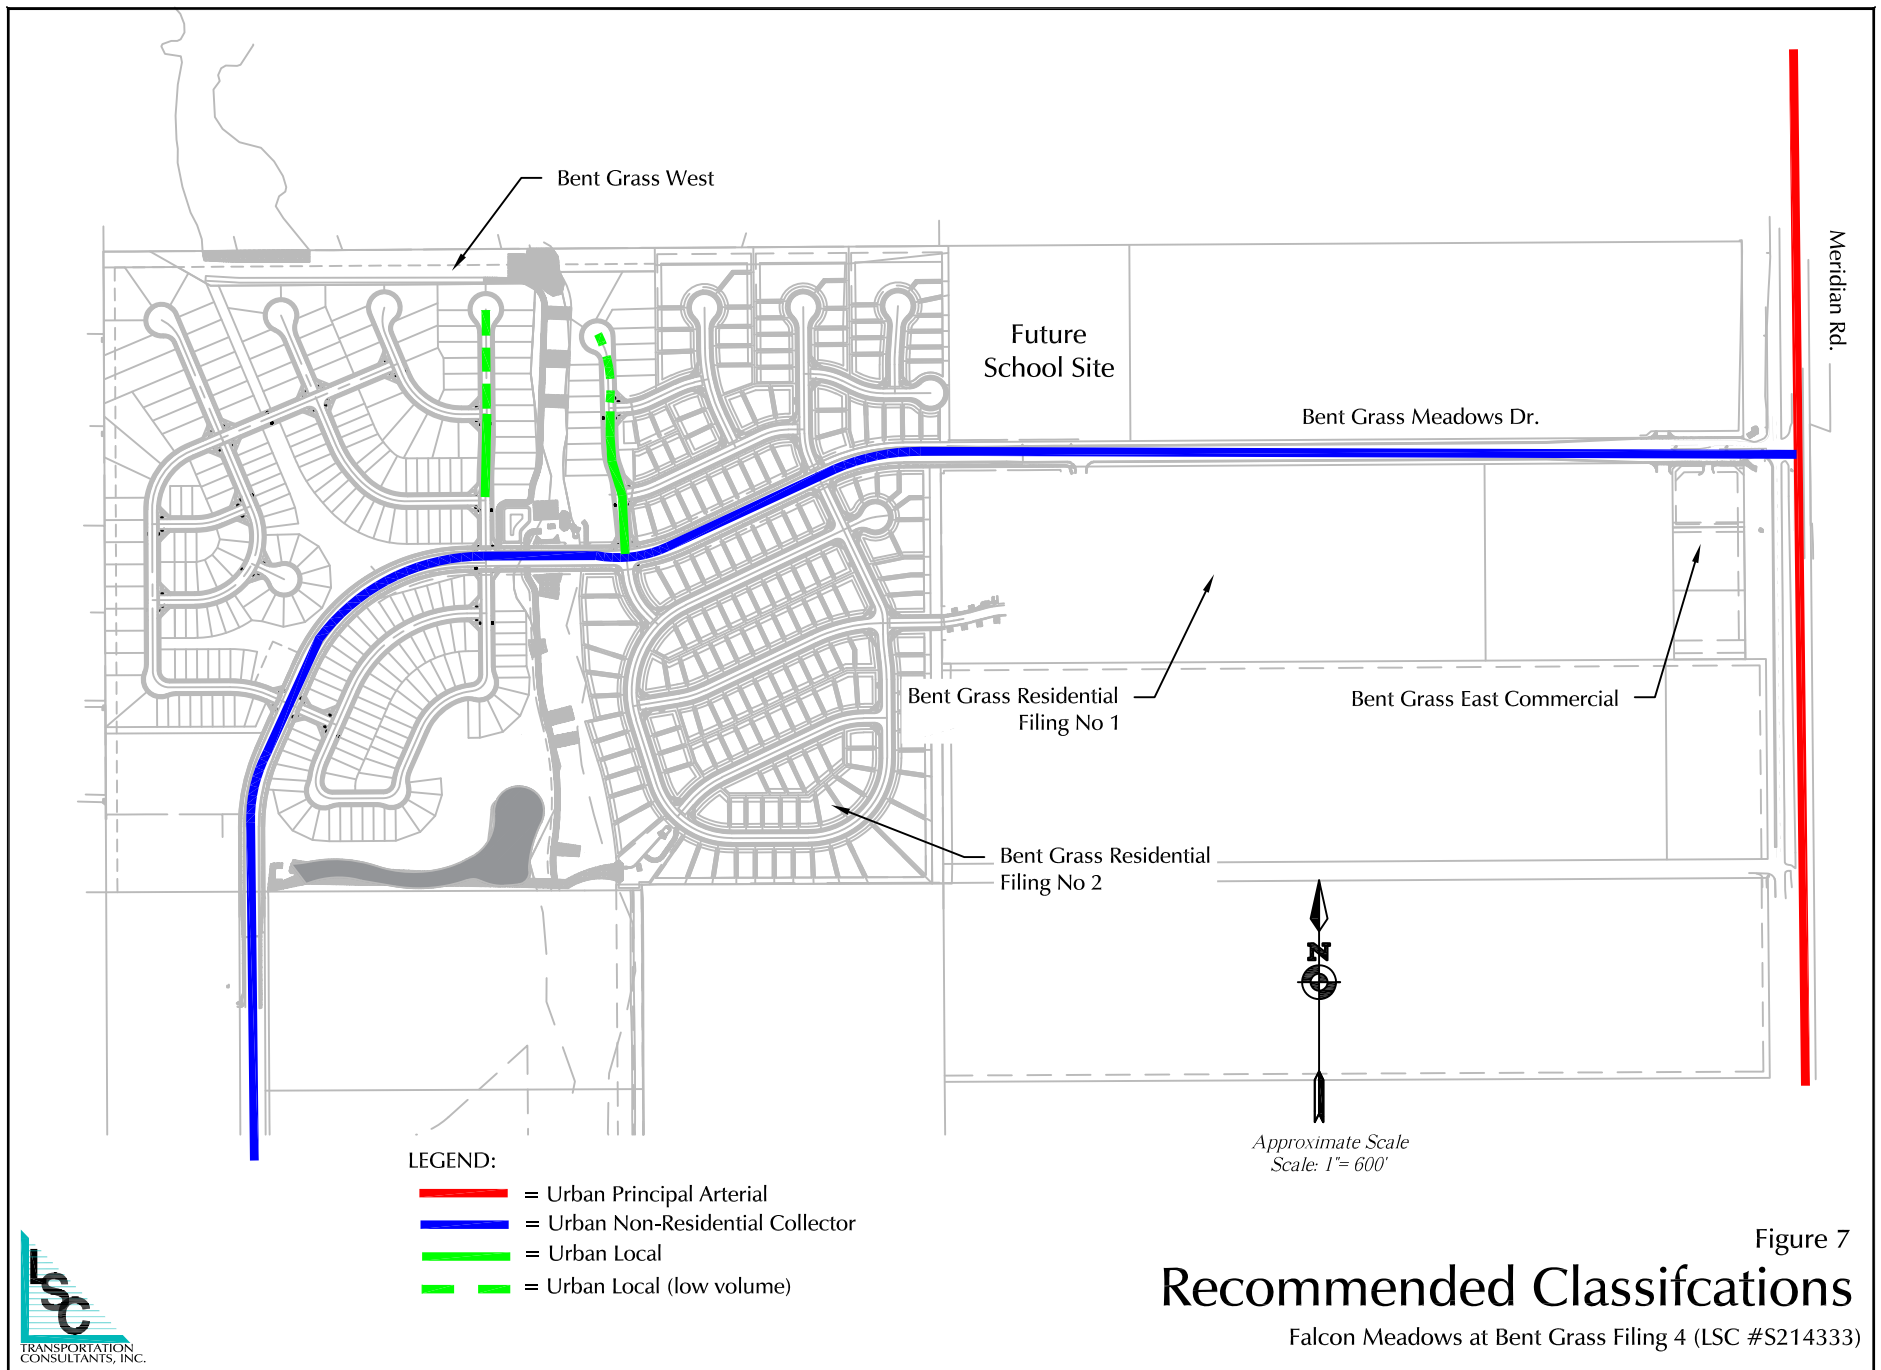 Bent Grass West
Meridian Rd.
Future
School Site
Bent Grass Meadows Dr.
Bent Grass Residential
Filing No 1
Bent Grass East Commercial
Bent Grass Residential
Filing No 2
N
Approximate Scale
Scale: 1"= 600'
LEGEND:
= Urban Principal Arterial
= Urban Non-Residential Collector
= Urban Local
= Urban Local (low volume)
Figure 7
Recommended Classifcations
Falcon Meadows at Bent Grass Filing 4 (LSC #S214333)
LSC
TRANSPORTATION
CONSULTANTS, INC.